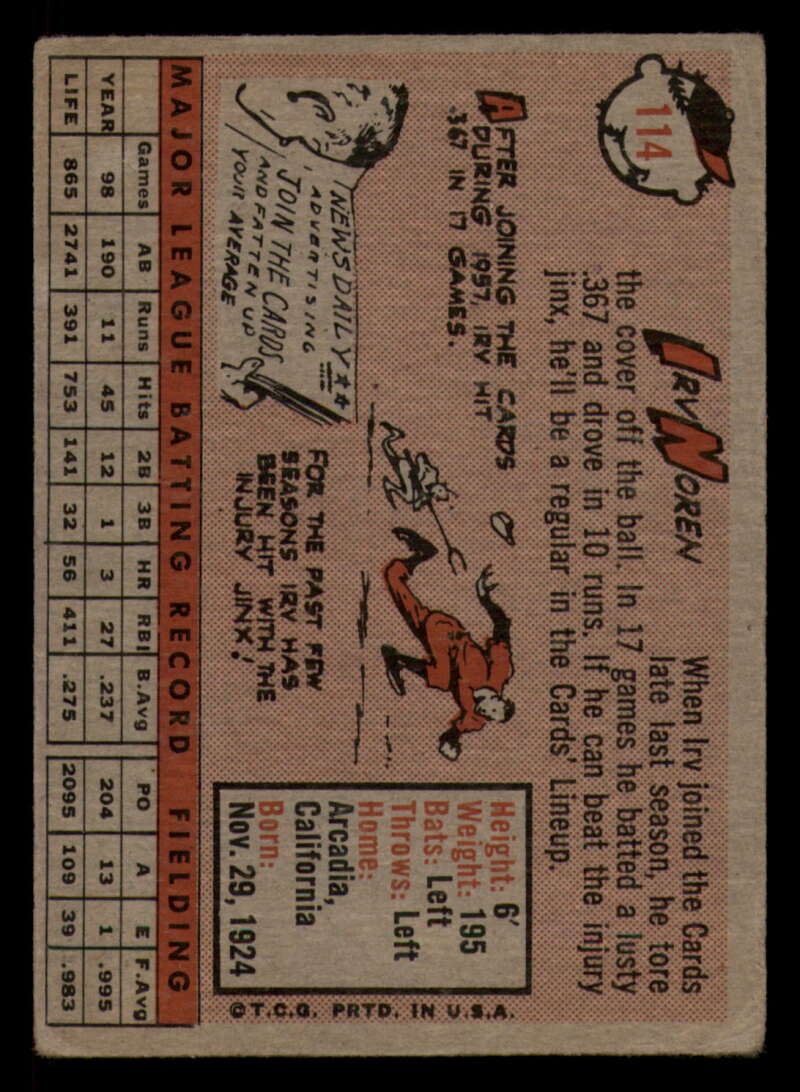 114
IRV NOREN
When Irv joined the Cards
late last season, he tore
the cover off the ball. In 17 games he batted a lusty
.367 and drove in 10 runs. If he can beat the injury
jinx, he'll be a regular in the Cards' Lineup.
AFTER JOINING THE CARDS
DURING 1957, IRV HIT
.367 IN 17 GAMES.
NEWSDAILY**
ADVERTISING
JOIN THE CARDS
AND FATTEN UP
YOUR AVERAGE
FOR THE PAST FEW
SEASONS IRV HAS
BEEN HIT WITH THE
INJURY JINX!
Height: 6'
Weight: 195
Bats: Left
Throws: Left
Home:
Arcadia,
California
Born:
Nov. 29, 1924
©T.C.G. PRTD. IN U.S.A.
MAJOR LEAGUE BATTING RECORD FIELDING
Games AB Runs Hits 2B 3B HR RBI B.Avg PO A E F.Avg
YEAR 98 190 11 45 12 1 3 27 .237 204 13 1 .995
LIFE 865 2741 391 753 141 32 56 411 .275 2095 109 39 .983